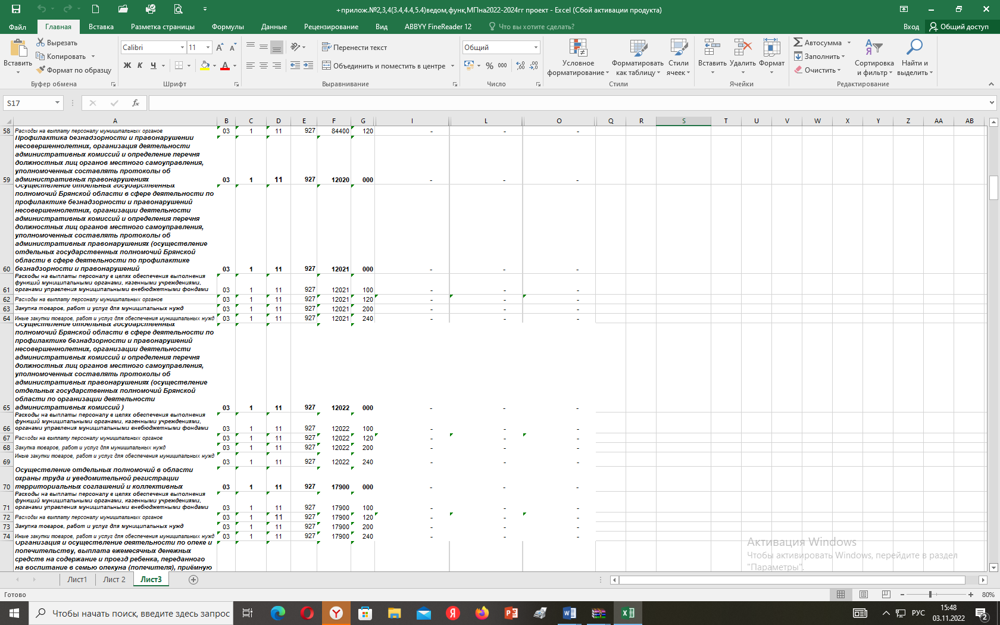 +прилож.№2,3,4(3.4,4.4,5.4)ведом,функ,МПна2022-2024гг проект - Excel (Сбой активации продукта)
Файл Главная Вставка Разметка страницы Формулы Данные Рецензирование Вид ABBYY FineReader 12 Что вы хотите сделать? Вход Общий доступ
Вставить
Вырезать
Копировать
Формат по образцу
Буфер обмена
Calibri 11
Ж К Ч
Шрифт
Перенести текст
Объединить и поместить в центре
Выравнивание
Общий
% 000
Число
Условное форматирование
Форматировать как таблицу
Стили ячеек
Стили
Вставить Удалить Формат
Ячейки
Автосумма
Заполнить
Очистить
Сортировка и фильтр
Найти и выделить
Редактирование
S17 fx
A B C D E F G I L O Q R S T U V W X Y Z AA AB
58 Расходы на выплату персоналу муниципальных органов 03 1 11 927 84400 120 - - -
Профилактика безнадзорности и правонарушений
несовершеннолетних, организация деятельности
административных комиссий и определение перечня
должностных лиц органов местного самоуправления,
уполномоченных составлять протоколы об
59 административных правонарушениях 03 1 11 927 12020 000 - - -
Осуществление отдельных государственных
полномочий Брянской области в сфере деятельности по
профилактике безнадзорности и правонарушений
несовершеннолетних, организации деятельности
административных комиссий и определения перечня
должностных лиц органов местного самоуправления,
уполномоченных составлять протоколы об
административных правонарушениях (осуществление
отдельных государственных полномочий Брянской
области в сфере деятельности по профилактике
60 безнадзорности и правонарушений 03 1 11 927 12021 000 - - -
Расходы на выплаты персоналу в целях обеспечения выполнения
функций муниципальными органами, казенными учреждениями,
61 органами управления муниципальными внебюджетными фондами 03 1 11 927 12021 100 - - -
62 Расходы на выплату персоналу муниципальных органов 03 1 11 927 12021 120 - - -
63 Закупка товаров, работ и услуг для муниципальных нужд 03 1 11 927 12021 200 - - -
64 Иные закупки товаров, работ и услуг для обеспечения муниципальных нужд 03 1 11 927 12021 240 - - -
Осуществление отдельных государственных
полномочий Брянской области в сфере деятельности по
профилактике безнадзорности и правонарушений
несовершеннолетних, организации деятельности
административных комиссий и определения перечня
должностных лиц органов местного самоуправления,
уполномоченных составлять протоколы об
административных правонарушениях (осуществление
отдельных государственных полномочий Брянской
области по организации деятельности
65 административных комиссий ) 03 1 11 927 12022 000 - - -
Расходы на выплаты персоналу в целях обеспечения выполнения
функций муниципальными органами, казенными учреждениями,
66 органами управления муниципальными внебюджетными фондами 03 1 11 927 12022 100 - - -
67 Расходы на выплату персоналу муниципальных органов 03 1 11 927 12022 120 - - -
68 Закупка товаров, работ и услуг для муниципальных нужд 03 1 11 927 12022 200 - - -
Иные закупки товаров, работ и услуг для обеспечения муниципальных нужд
69 03 1 11 927 12022 240 - - -
Осуществление отдельных полномочий в области
охраны труда и уведомительной регистрации
70 территориальных соглашений и коллективных 03 1 11 927 17900 000 - - -
Расходы на выплаты персоналу в целях обеспечения выполнения
функций муниципальными органами, казенными учреждениями,
71 органами управления муниципальными внебюджетными фондами 03 1 11 927 17900 100 - - -
72 Расходы на выплату персоналу муниципальных органов 03 1 11 927 17900 120 - - -
73 Закупка товаров, работ и услуг для муниципальных нужд 03 1 11 927 17900 200 - - -
74 Иные закупки товаров, работ и услуг для обеспечения муниципальных нужд 03 1 11 927 17900 240 - - -
Организация и осуществление деятельности по опеке и
попечительству, выплата ежемесячных денежных
средств на содержание и проезд ребенка, переданного
на воспитание в семью опекуна (попечителя), приёмную
Активация Windows
Чтобы активировать Windows, перейдите в раздел
"Параметры".
Лист1 Лист 2 Лист3
Готово 80%
Чтобы начать поиск, введите здесь запрос
РУС
15:48
03.11.2022
2